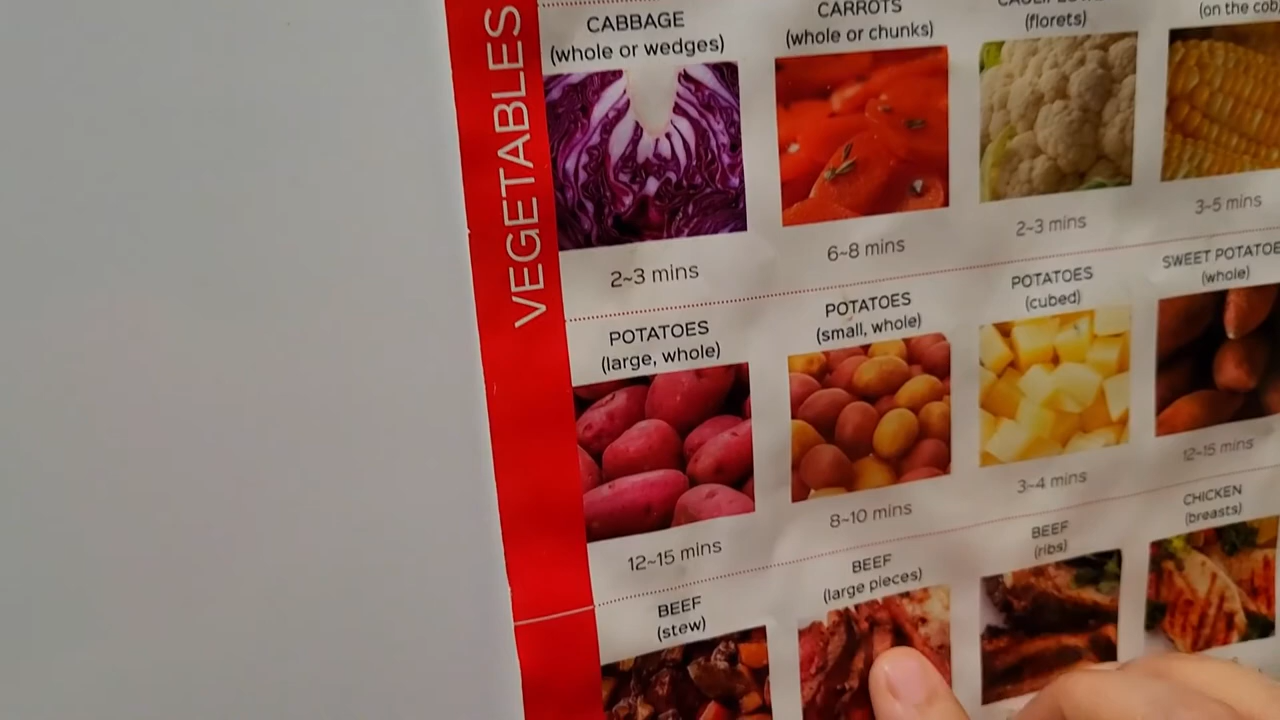 VEGETABLES
CABBAGE
(whole or wedges)
2~3 mins
CARROTS
(whole or chunks)
6~8 mins
(florets)
2~3 mins
(on the cob
3~5 mins
POTATOES
(large, whole)
12~15 mins
POTATOES
(small, whole)
8~10 mins
POTATOES
(cubed)
3~4 mins
SWEET POTATOE
(whole)
12~15 mins
BEEF
(stew)
BEEF
(large pieces)
BEEF
(ribs)
CHICKEN
(breasts)